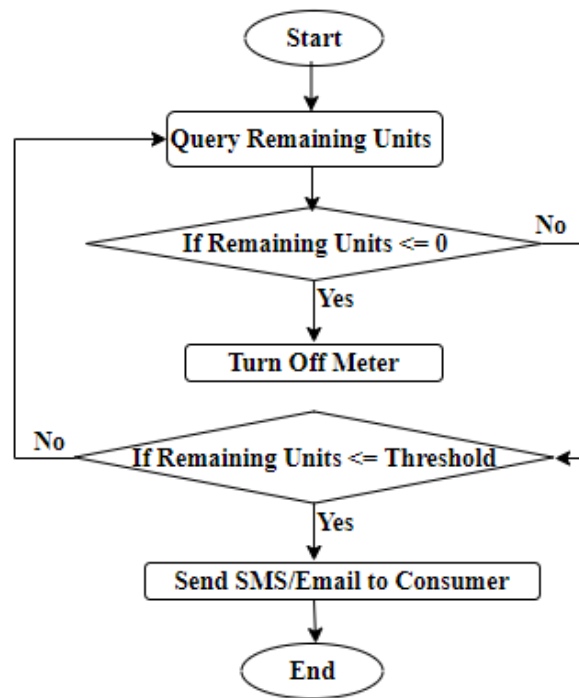 Start
Query Remaining Units
If Remaining Units <= 0
No
Yes
Turn Off Meter
No
If Remaining Units <= Threshold
Yes
Send SMS/Email to Consumer
End